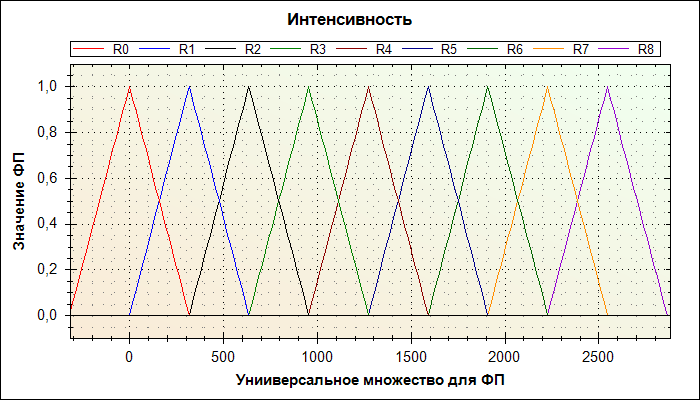 Интенсивность
R0 R1 R2 R3 R4 R5 R6 R7 R8
1,0
0,8
0,6
0,4
0,2
0,0
Значение ФП
0 500 1000 1500 2000 2500
Унииверсальное множество для ФП